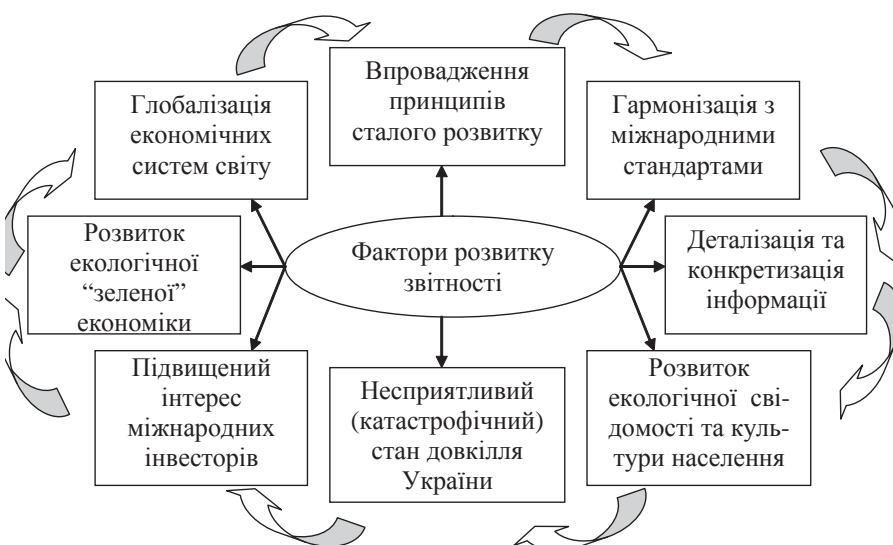 Впровадження
принципів
сталого розвитку
Глобалізація
економічних
систем світу
Гармонізація з
міжнародними
стандартами
Розвиток
екологічної
“зеленої”
економіки
Фактори розвитку
звітності
Деталізація та
конкретизація
інформації
Підвищений
інтерес
міжнародних
інвесторів
Несприятливий
(катастрофічний)
стан довкілля
України
Розвиток
екологічної сві-
домості та куль-
тури населення